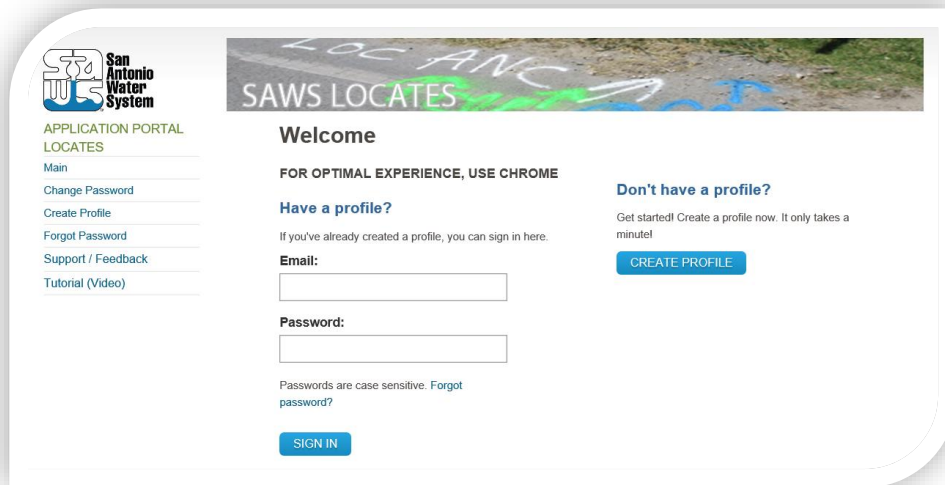 SAWS
San
Antonio
Water
System
SAWS LOCATES
APPLICATION PORTAL
LOCATES
Main
Change Password
Create Profile
Forgot Password
Support / Feedback
Tutorial (Video)
Welcome
FOR OPTIMAL EXPERIENCE, USE CHROME
Have a profile?
If you've already created a profile, you can sign in here.
Email:
Password:
Passwords are case sensitive. Forgot
password?
SIGN IN
Don't have a profile?
Get started! Create a profile now. It only takes a
minute!
CREATE PROFILE